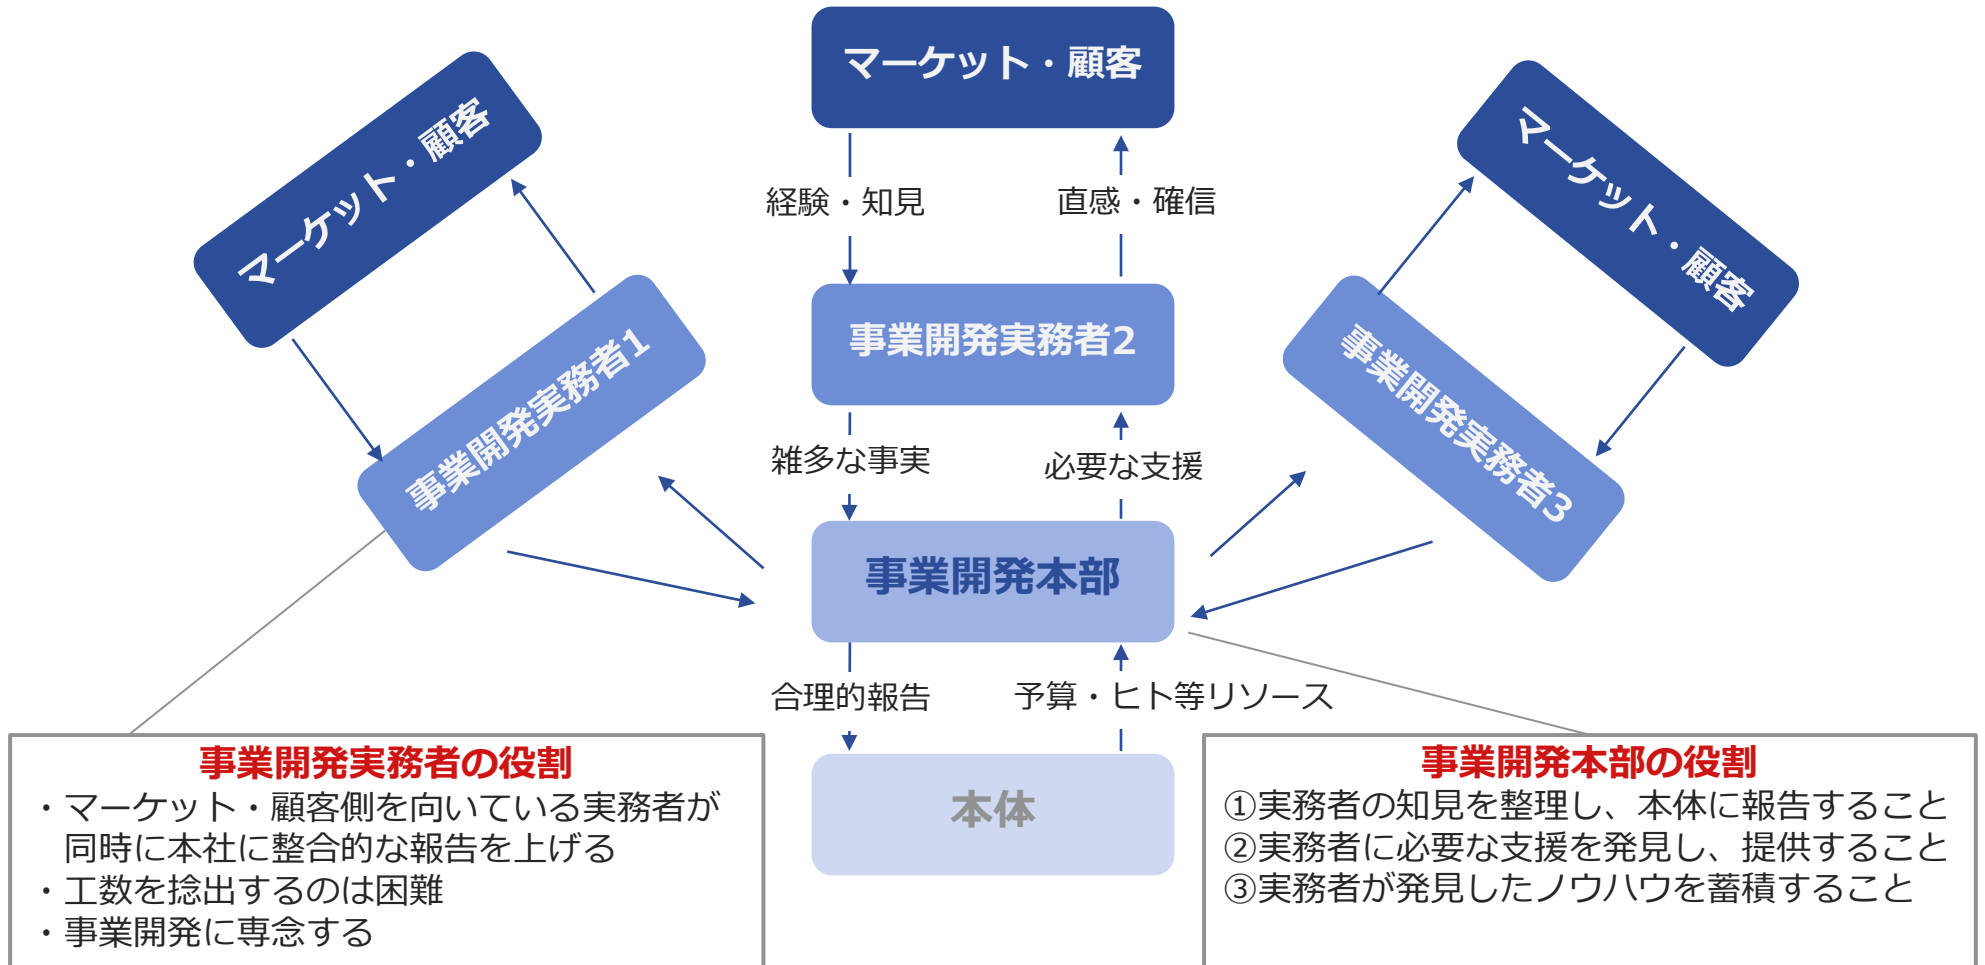 マーケット・顧客
マーケット・顧客
マーケット・顧客
経験・知見
直感・確信
事業開発実務者1
事業開発実務者2
事業開発実務者3
雑多な事実
必要な支援
事業開発本部
合理的報告
予算・ヒト等リソース
本体
事業開発実務者の役割
・マーケット・顧客側を向いている実務者が
同時に本社に整合的な報告を上げる
・工数を捻出するのは困難
・事業開発に専念する
事業開発本部の役割
①実務者の知見を整理し、本体に報告すること
②実務者に必要な支援を発見し、提供すること
③実務者が発見したノウハウを蓄積すること